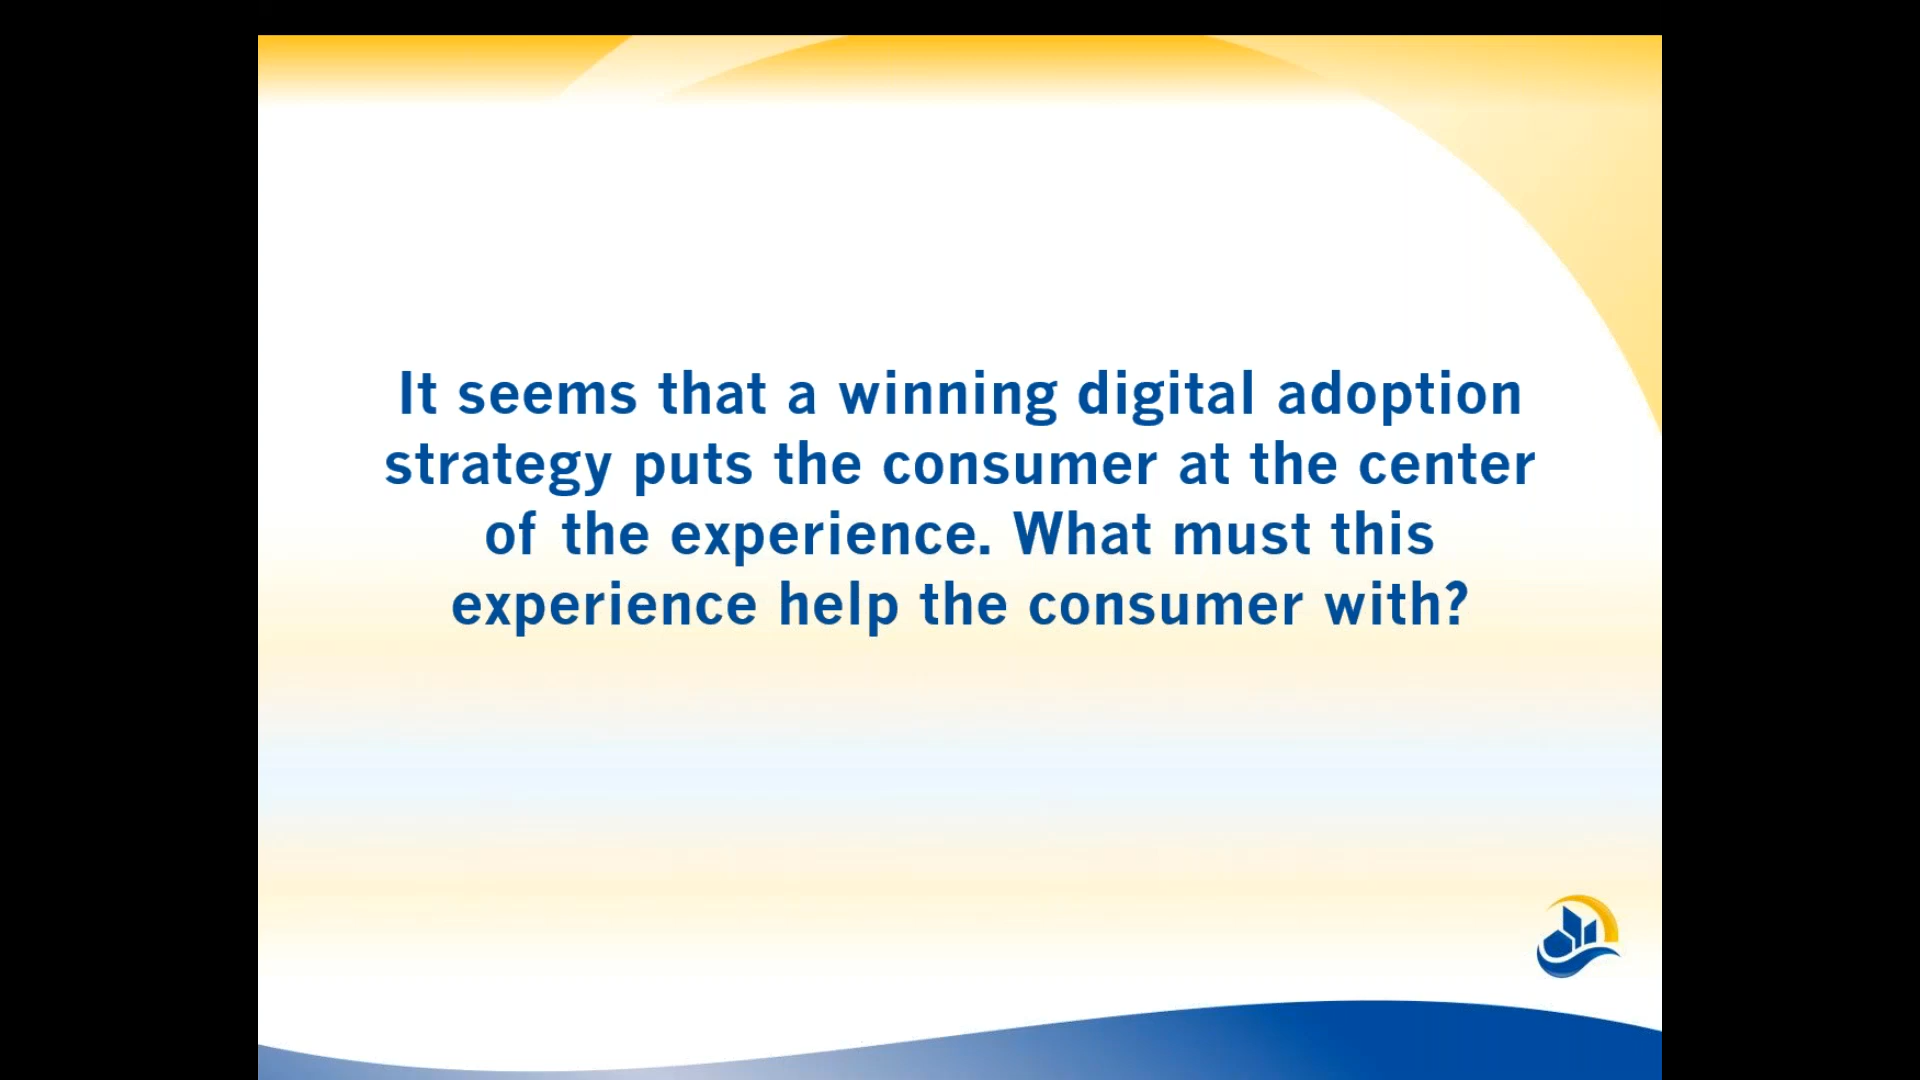 It seems that a winning digital adoption
strategy puts the consumer at the center
of the experience. What must this
experience help the consumer with?